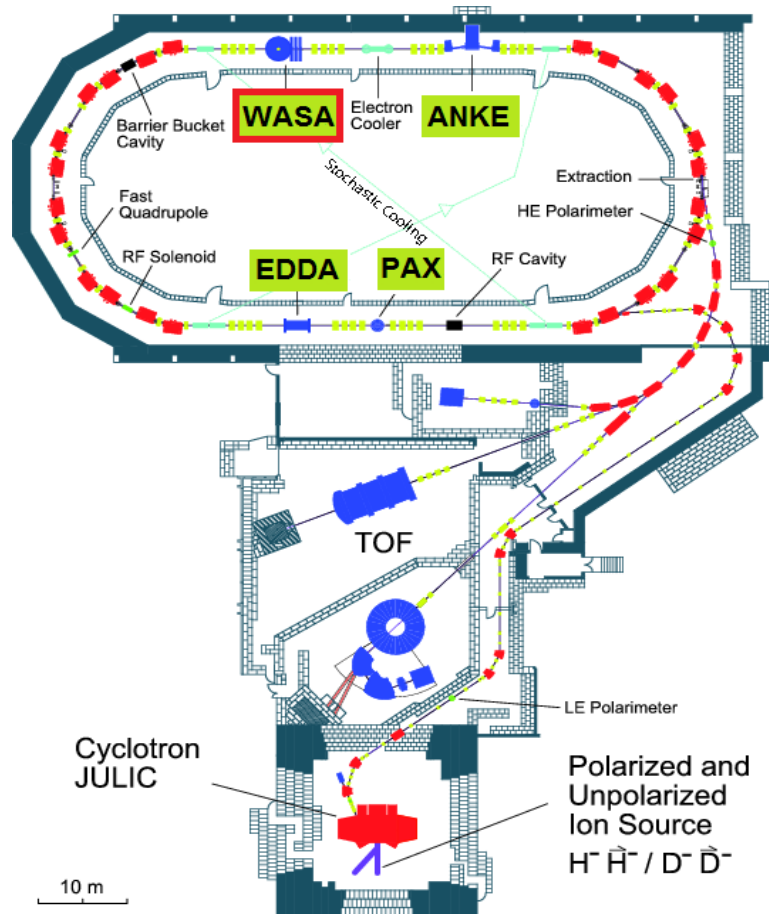 WASA
Electron
Cooler
ANKE
Barrier Bucket
Cavity
Extraction
Stochastic Cooling
Fast
Quadrupole
HE Polarimeter
RF Solenoid
EDDA
PAX
RF Cavity
TOF
LE Polarimeter
Cyclotron
JULIC
Polarized and
Unpolarized
Ion Source
H⁻ H⃗⁻ / D⁻ D⃗⁻
10 m